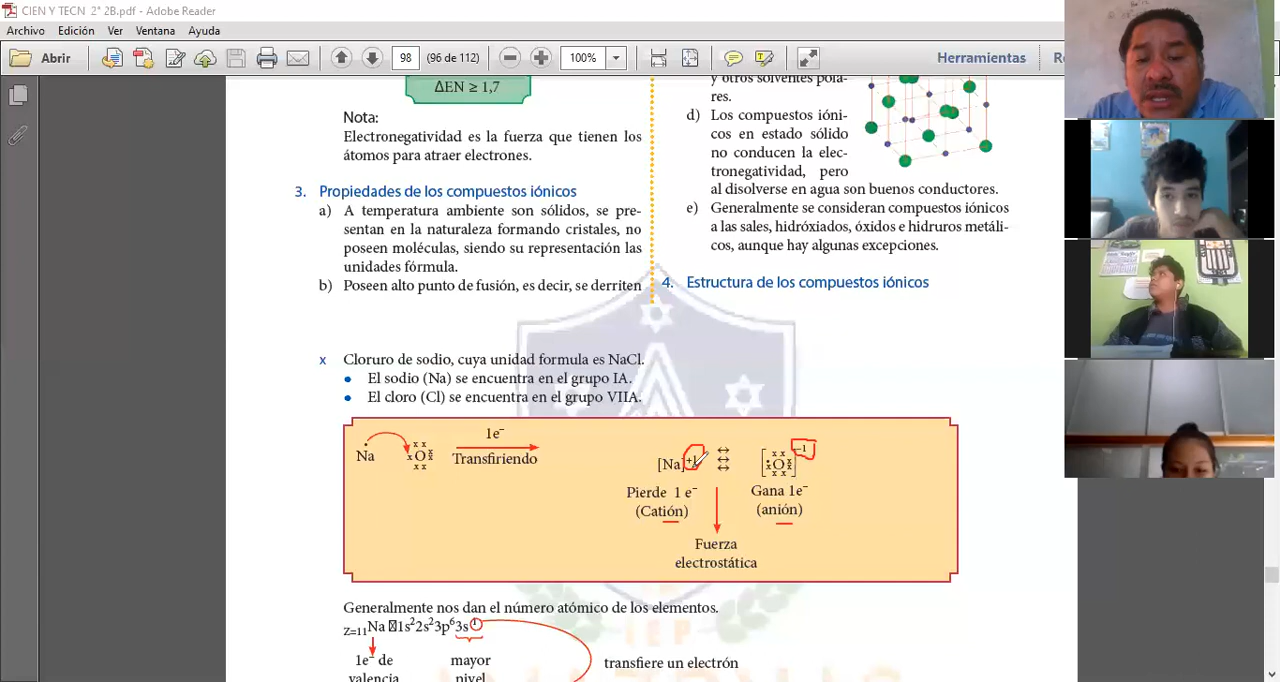 CIEN Y TECN 2° 2B.pdf - Adobe Reader
Archivo Edición Ver Ventana Ayuda
Abrir 98 (96 de 112) 100% Herramientas
ΔEN ≥ 1,7
Nota:
Electronegatividad es la fuerza que tienen los
átomos para atraer electrones.
3. Propiedades de los compuestos iónicos
a) A temperatura ambiente son sólidos, se pre-
sentan en la naturaleza formando cristales, no
poseen moléculas, siendo su representación las
unidades fórmula.
b) Poseen alto punto de fusión, es decir, se derriten
y otros solventes pola-
res.
d) Los compuestos ióni-
cos en estado sólido
no conducen la elec-
tronegatividad, pero
al disolverse en agua son buenos conductores.
e) Generalmente se consideran compuestos iónicos
a las sales, hidróxiados, óxidos e hidruros metáli-
cos, aunque hay algunas excepciones.
4. Estructura de los compuestos iónicos
x Cloruro de sodio, cuya unidad formula es NaCl.
• El sodio (Na) se encuentra en el grupo IA.
• El cloro (Cl) se encuentra en el grupo VIIA.
Na O 1e⁻
Transfiriendo
[Na]⁺¹ ↔ [O]⁻¹
Pierde 1 e⁻ Gana 1e⁻
(Catión) (anión)
Fuerza
electrostática
Generalmente nos dan el número atómico de los elementos.
Z=11Na 1s²2s²3p⁶3s¹
1e⁻ de mayor transfiere un electrón
valencia nivel
IEP